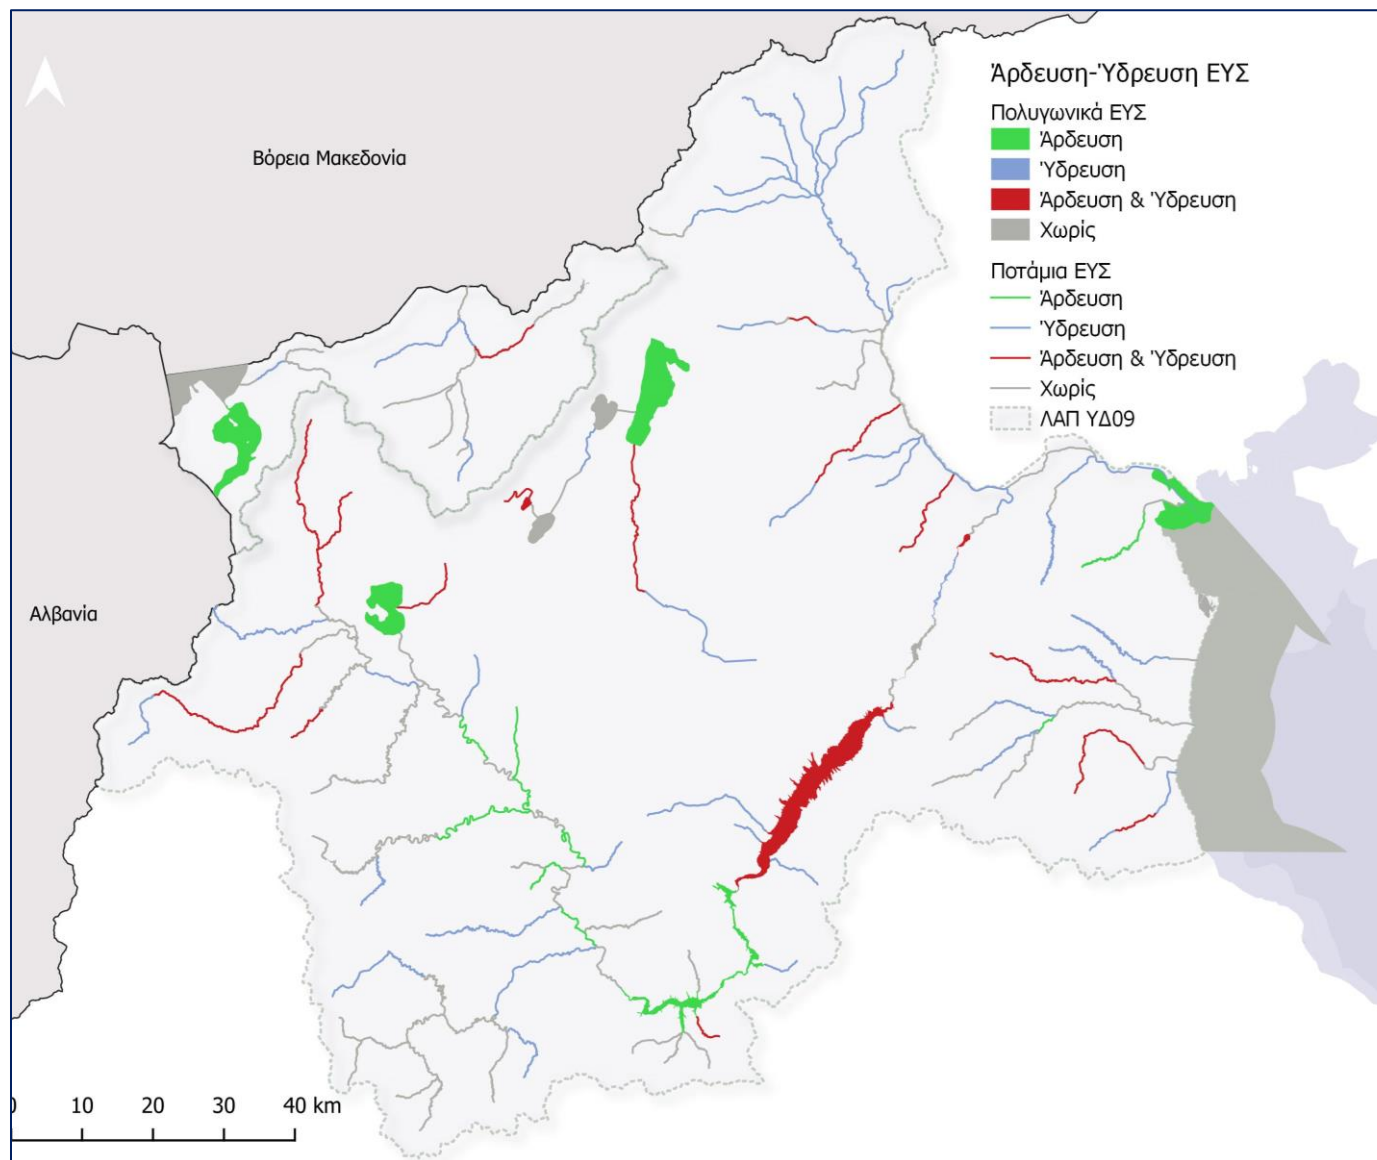 Άρδευση-Ύδρευση ΕΥΣ
Πολυγωνικά ΕΥΣ
Άρδευση
Ύδρευση
Άρδευση & Ύδρευση
Χωρίς
Ποτάμια ΕΥΣ
Άρδευση
Ύδρευση
Άρδευση & Ύδρευση
Χωρίς
ΛΑΠ ΥΔ09
Βόρεια Μακεδονία
Αλβανία
0 10 20 30 40 km